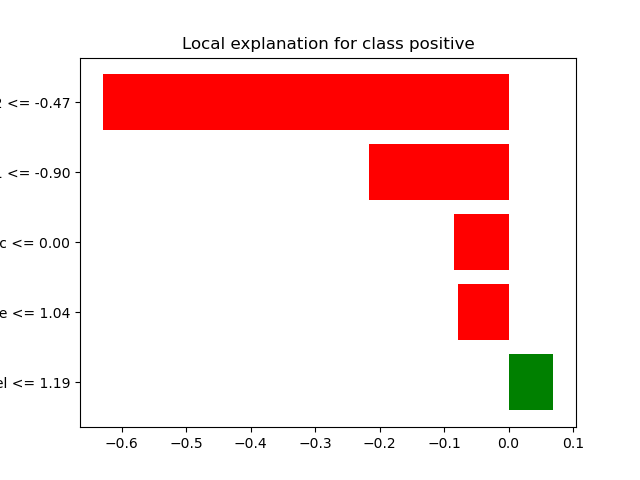 Local explanation for class positive
2 <= -0.47
<= -0.90
c <= 0.00
e <= 1.04
el <= 1.19
−0.6 −0.5 −0.4 −0.3 −0.2 −0.1 0.0 0.1